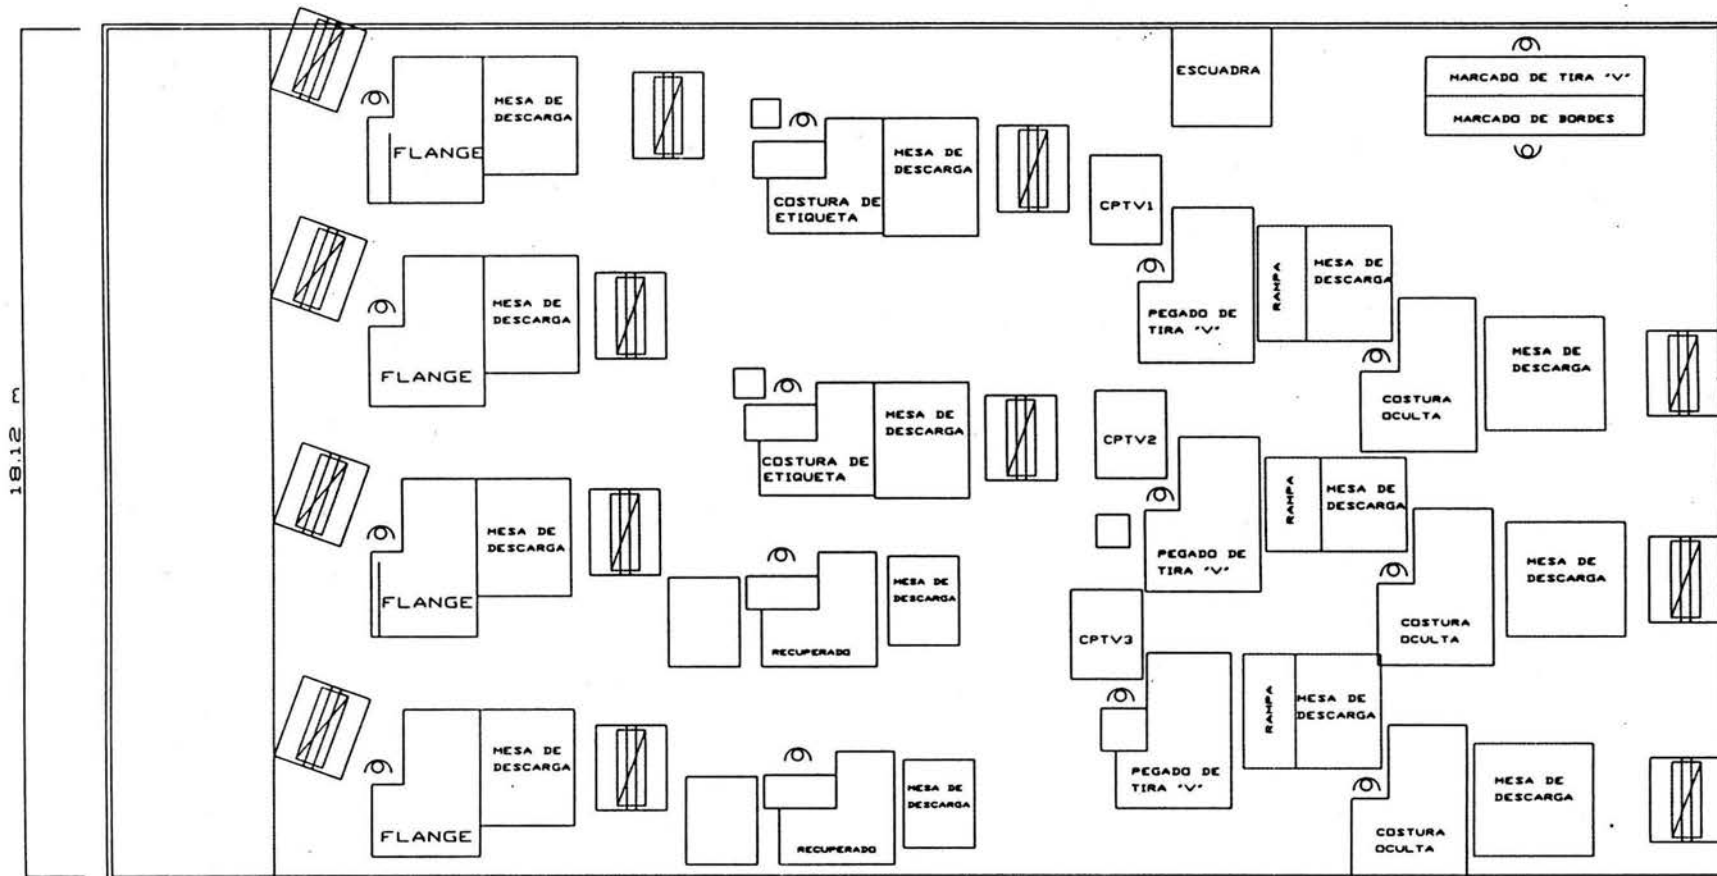 18.12 m
FLANGE
MESA DE
DESCARGA
FLANGE
MESA DE
DESCARGA
FLANGE
MESA DE
DESCARGA
FLANGE
MESA DE
DESCARGA
COSTURA DE
ETIQUETA
MESA DE
DESCARGA
COSTURA DE
ETIQUETA
MESA DE
DESCARGA
RECUPERADO
MESA DE
DESCARGA
RECUPERADO
MESA DE
DESCARGA
ESCUADRA
MARCADO DE TIRA "V"
MARCADO DE BORDES
CPTV1
PEGADO DE
TIRA "V"
RAMPA
MESA DE
DESCARGA
COSTURA
OCULTA
MESA DE
DESCARGA
CPTV2
PEGADO DE
TIRA "V"
RAMPA
MESA DE
DESCARGA
COSTURA
OCULTA
MESA DE
DESCARGA
CPTV3
PEGADO DE
TIRA "V"
RAMPA
MESA DE
DESCARGA
COSTURA
OCULTA
MESA DE
DESCARGA